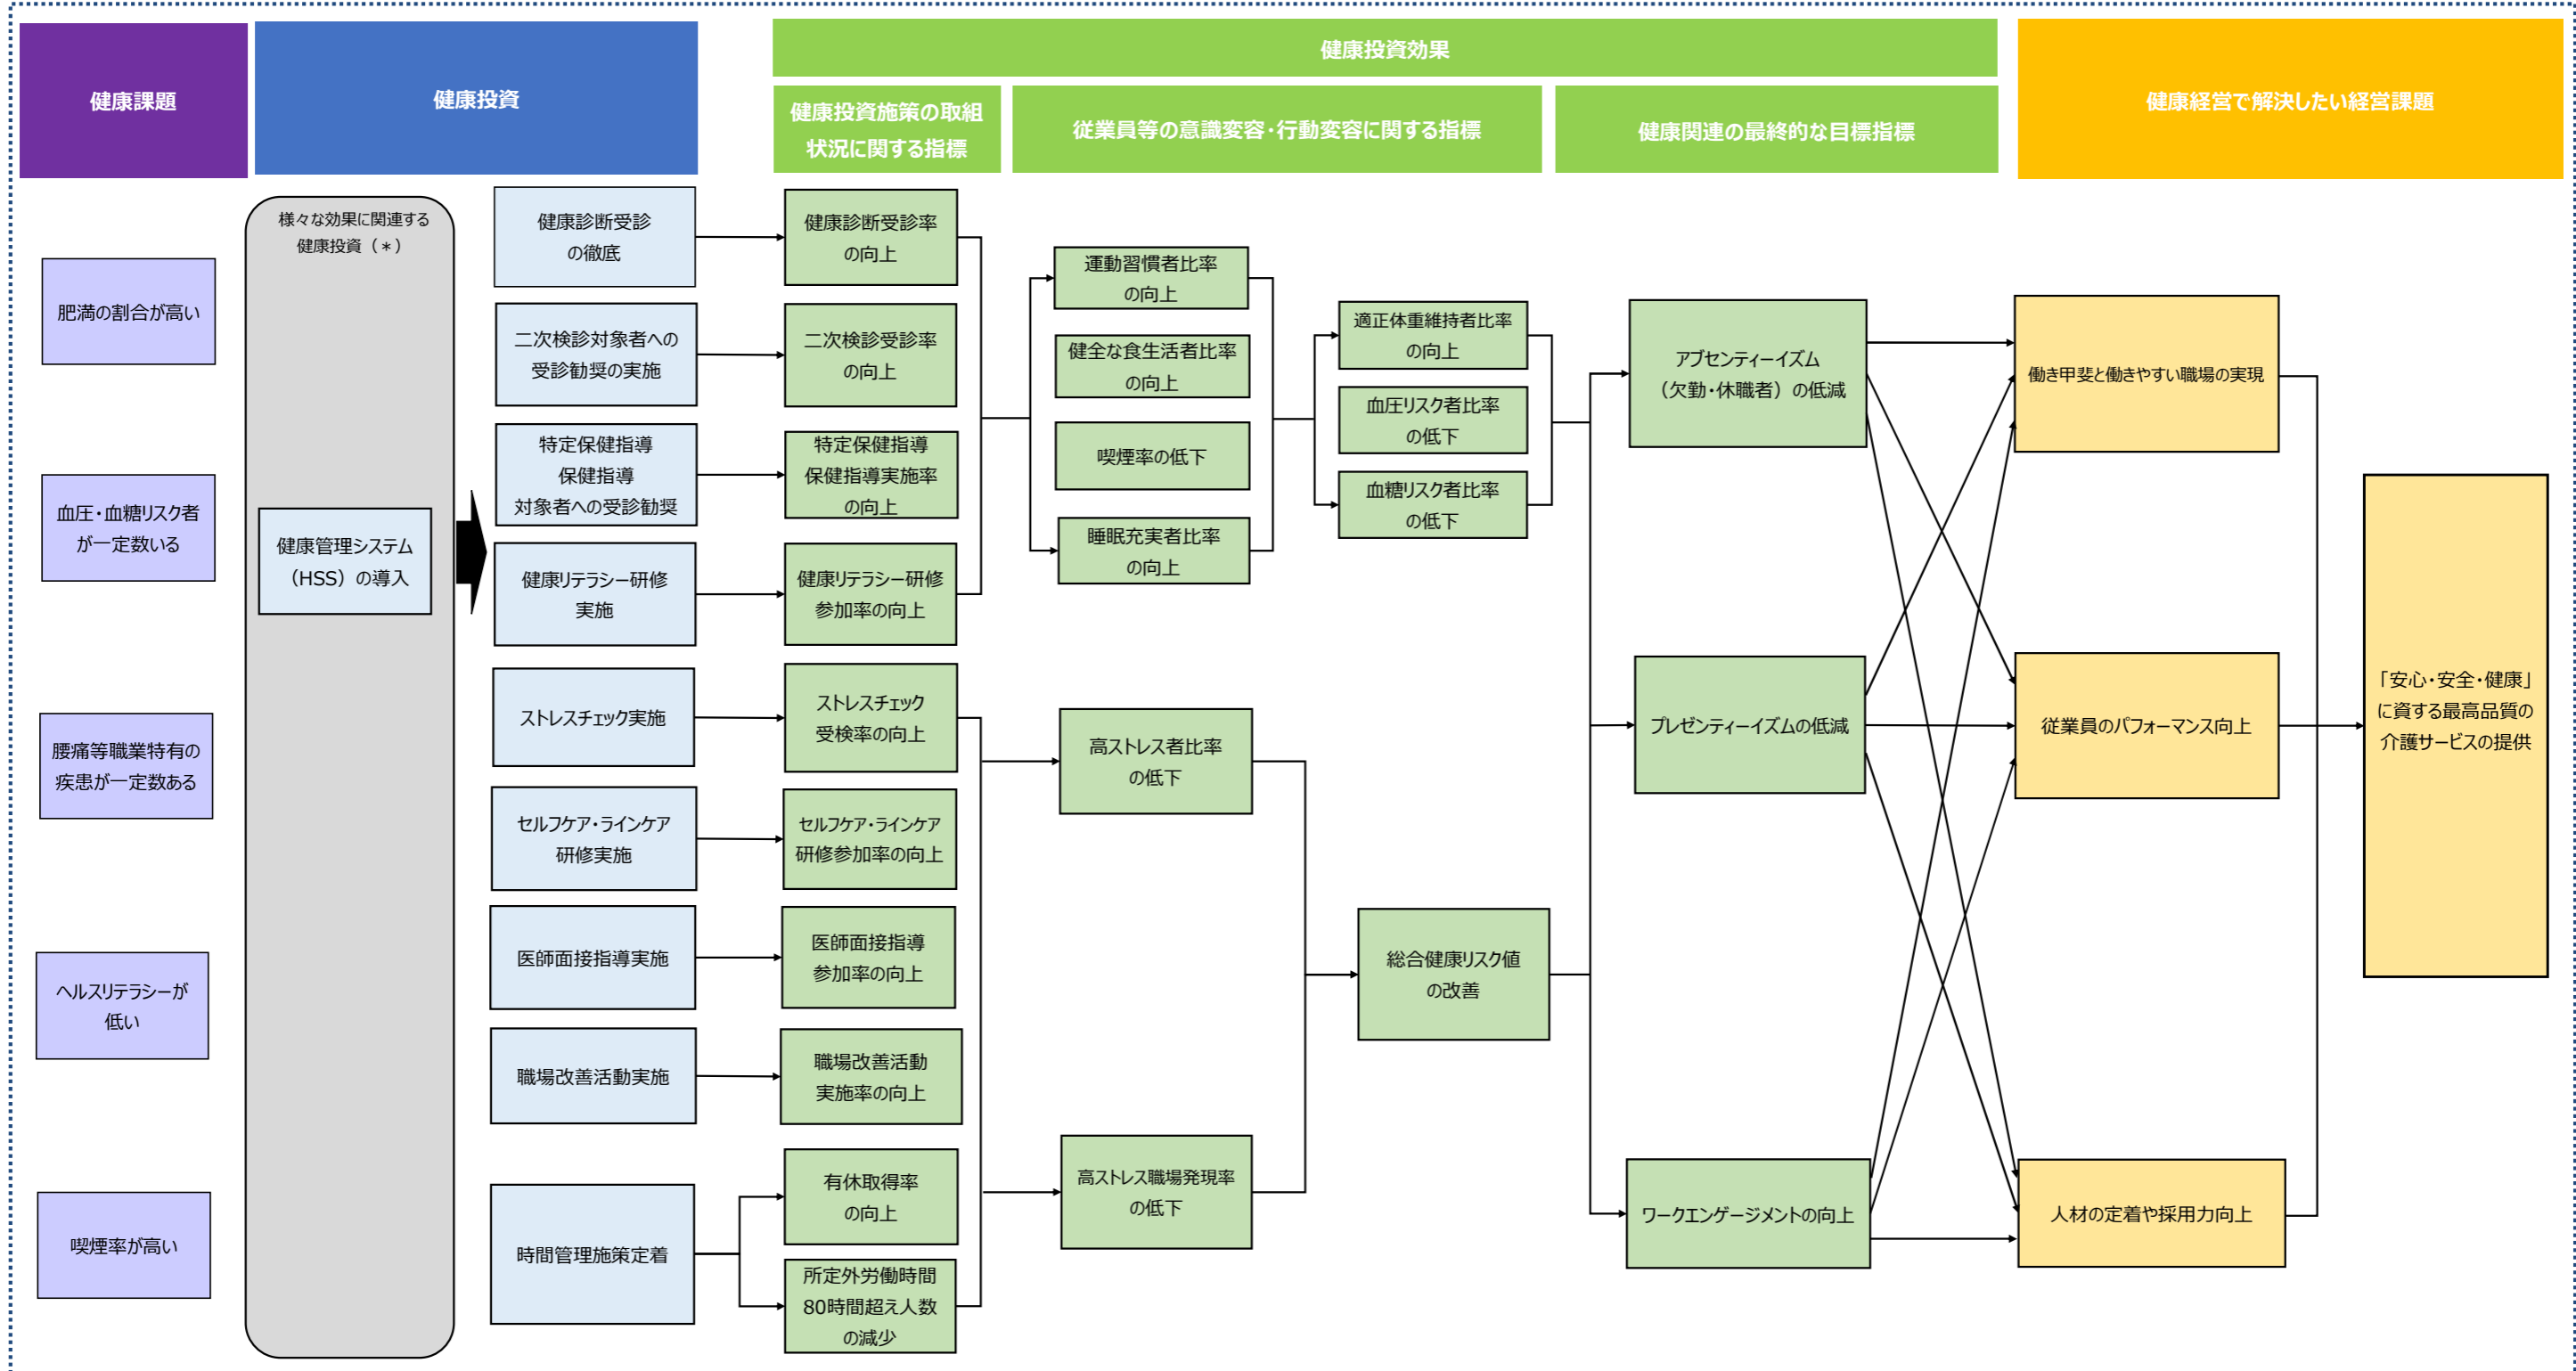 健康課題
健康投資
健康投資効果
健康投資施策の取組
状況に関する指標
従業員等の意識変容・行動変容に関する指標
健康関連の最終的な目標指標
健康経営で解決したい経営課題
肥満の割合が高い
血圧・血糖リスク者
が一定数いる
腰痛等職業特有の
疾患が一定数ある
ヘルスリテラシーが
低い
喫煙率が高い
様々な効果に関連する
健康投資（＊）
健康管理システム
（HSS）の導入
健康診断受診
の徹底
二次検診対象者への
受診勧奨の実施
特定保健指導
保健指導
対象者への受診勧奨
健康リテラシー研修
実施
ストレスチェック実施
セルフケア・ラインケア
研修実施
医師面接指導実施
職場改善活動実施
時間管理施策定着
健康診断受診率
の向上
二次検診受診率
の向上
特定保健指導
保健指導実施率
の向上
健康リテラシー研修
参加率の向上
ストレスチェック
受検率の向上
セルフケア・ラインケア
研修参加率の向上
医師面接指導
参加率の向上
職場改善活動
実施率の向上
有休取得率
の向上
所定外労働時間
80時間超え人数
の減少
運動習慣者比率
の向上
健全な食生活者比率
の向上
喫煙率の低下
睡眠充実者比率
の向上
高ストレス者比率
の低下
高ストレス職場発現率
の低下
適正体重維持者比率
の向上
血圧リスク者比率
の低下
血糖リスク者比率
の低下
総合健康リスク値
の改善
アブセンティーイズム
（欠勤・休職者）の低減
プレゼンティーイズムの低減
ワークエンゲージメントの向上
働き甲斐と働きやすい職場の実現
従業員のパフォーマンス向上
人材の定着や採用力向上
「安心・安全・健康」
に資する最高品質の
介護サービスの提供